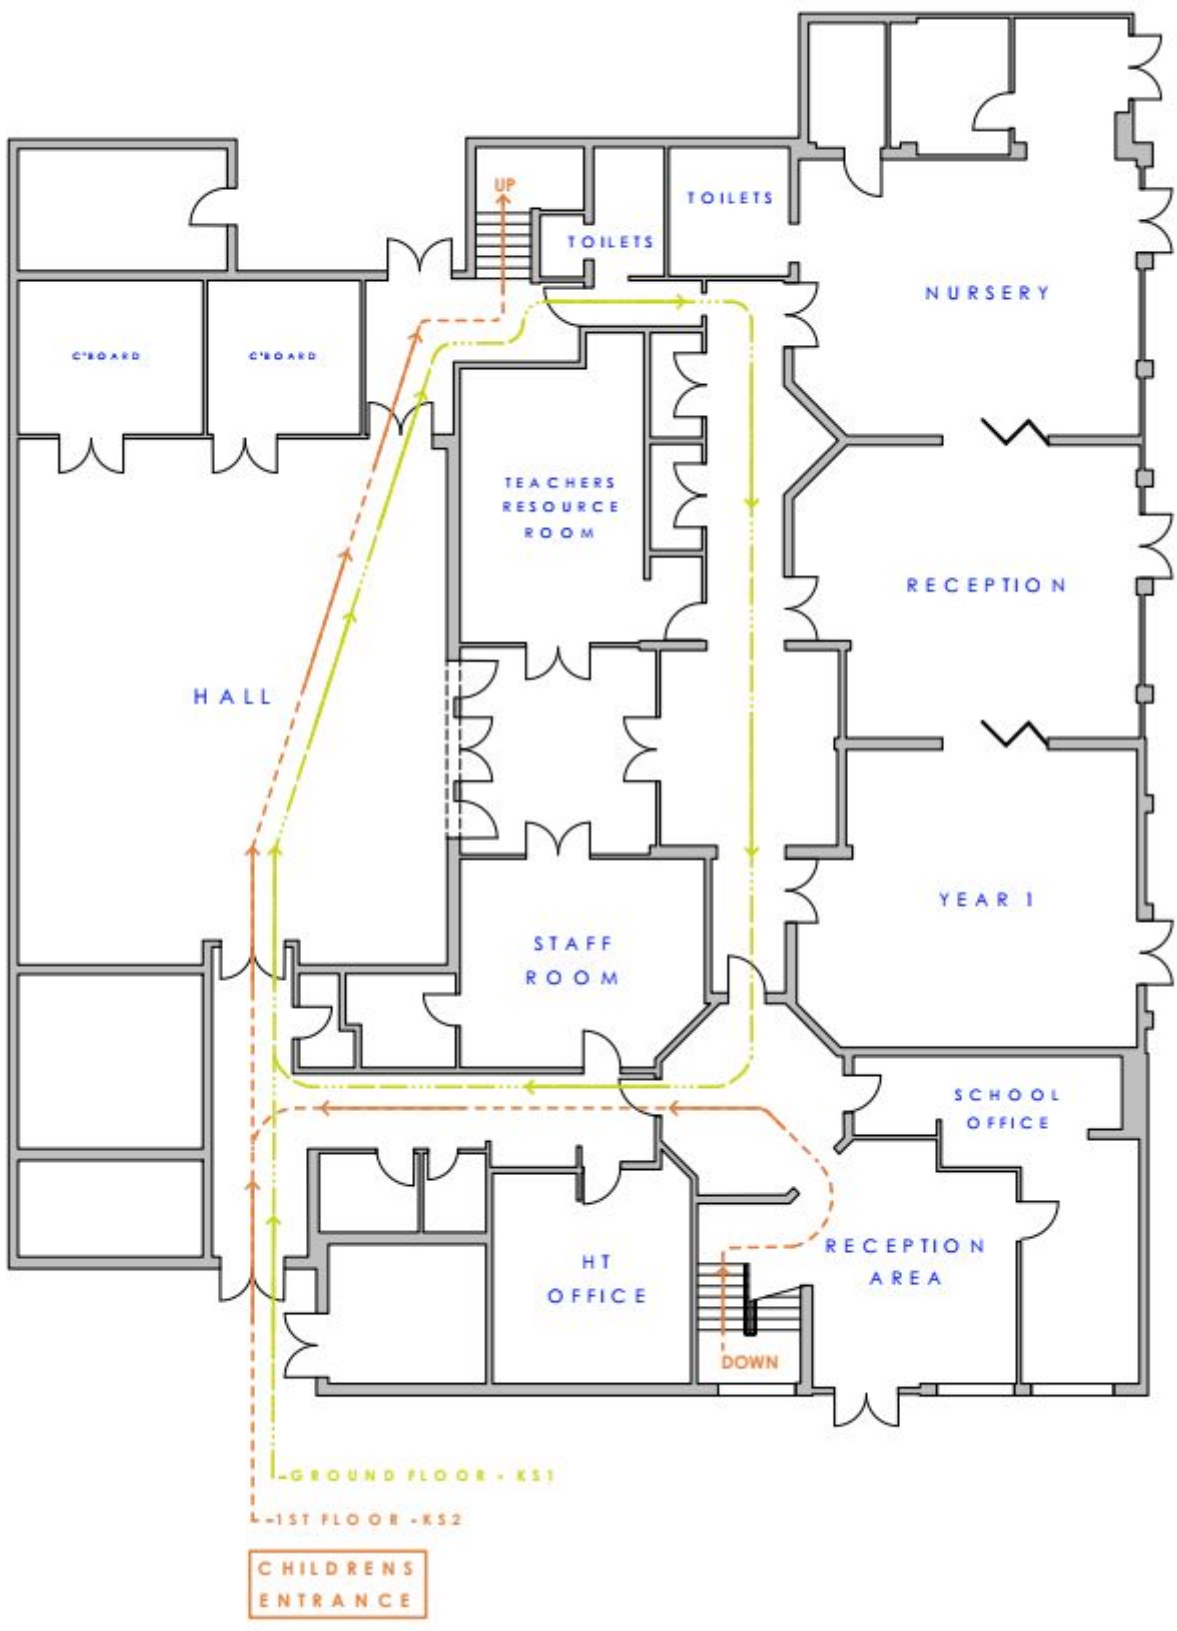 UP
TOILETS
TOILETS
NURSERY
C'BOARD
C'BOARD
TEACHERS
RESOURCE
ROOM
RECEPTION
HALL
YEAR 1
STAFF
ROOM
SCHOOL
OFFICE
RECEPTION
AREA
HT
OFFICE
DOWN
GROUND FLOOR - KS1
1ST FLOOR - KS2
CHILDRENS
ENTRANCE